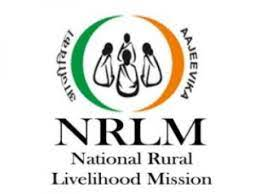 आजीविका
AAJEEVIKA
NRLM
National Rural
Livelihood Mission